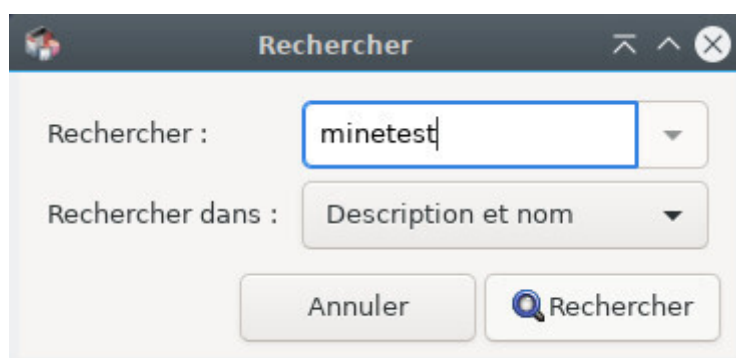 Rechercher
Rechercher : minetest
Rechercher dans : Description et nom
Annuler Rechercher